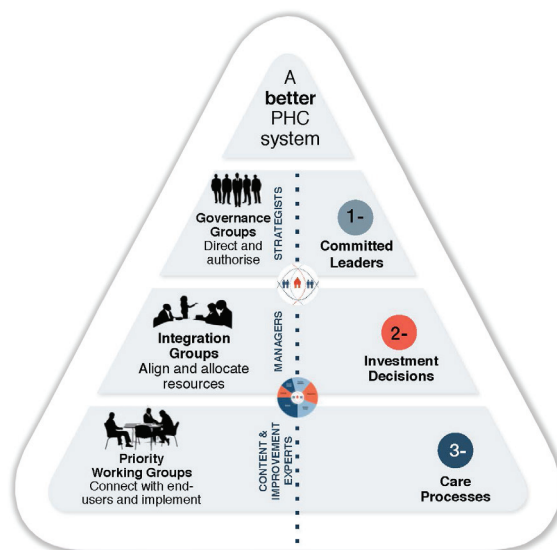 A
better
PHC
system
Governance
Groups
Direct and
authorise
STRATEGISTS
1-
Committed
Leaders
Integration
Groups
Align and allocate
resources
MANAGERS
2-
Investment
Decisions
Priority
Working Groups
Connect with end-
users and implement
CONTENT &
IMPROVEMENT
EXPERTS
3-
Care
Processes